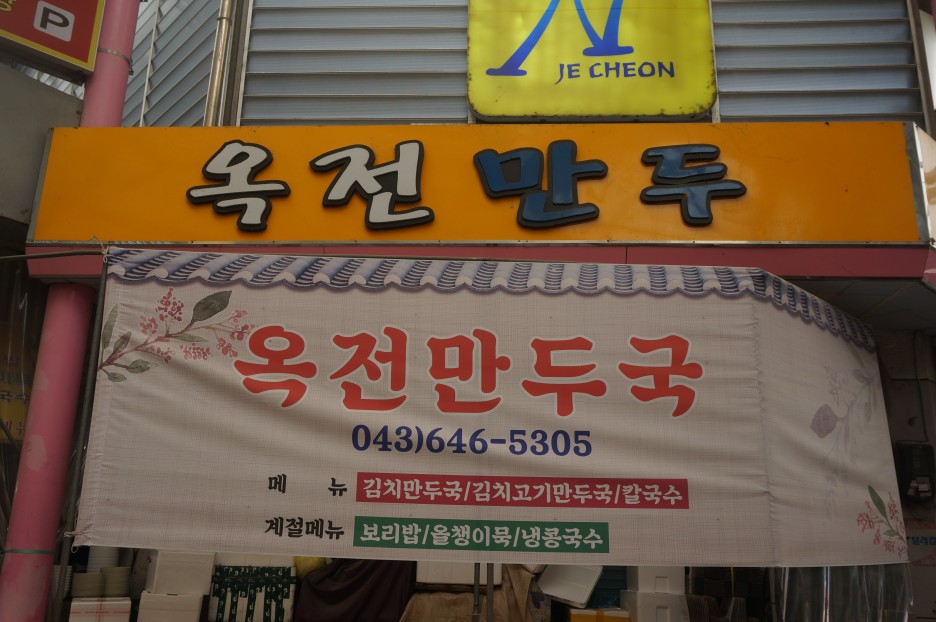 P
JE CHEON
옥전만두
옥전만두국
043)646-5305
메 뉴 김치만두국/김치고기만두국/칼국수
계절메뉴 보리밥/올챙이묵/냉콩국수